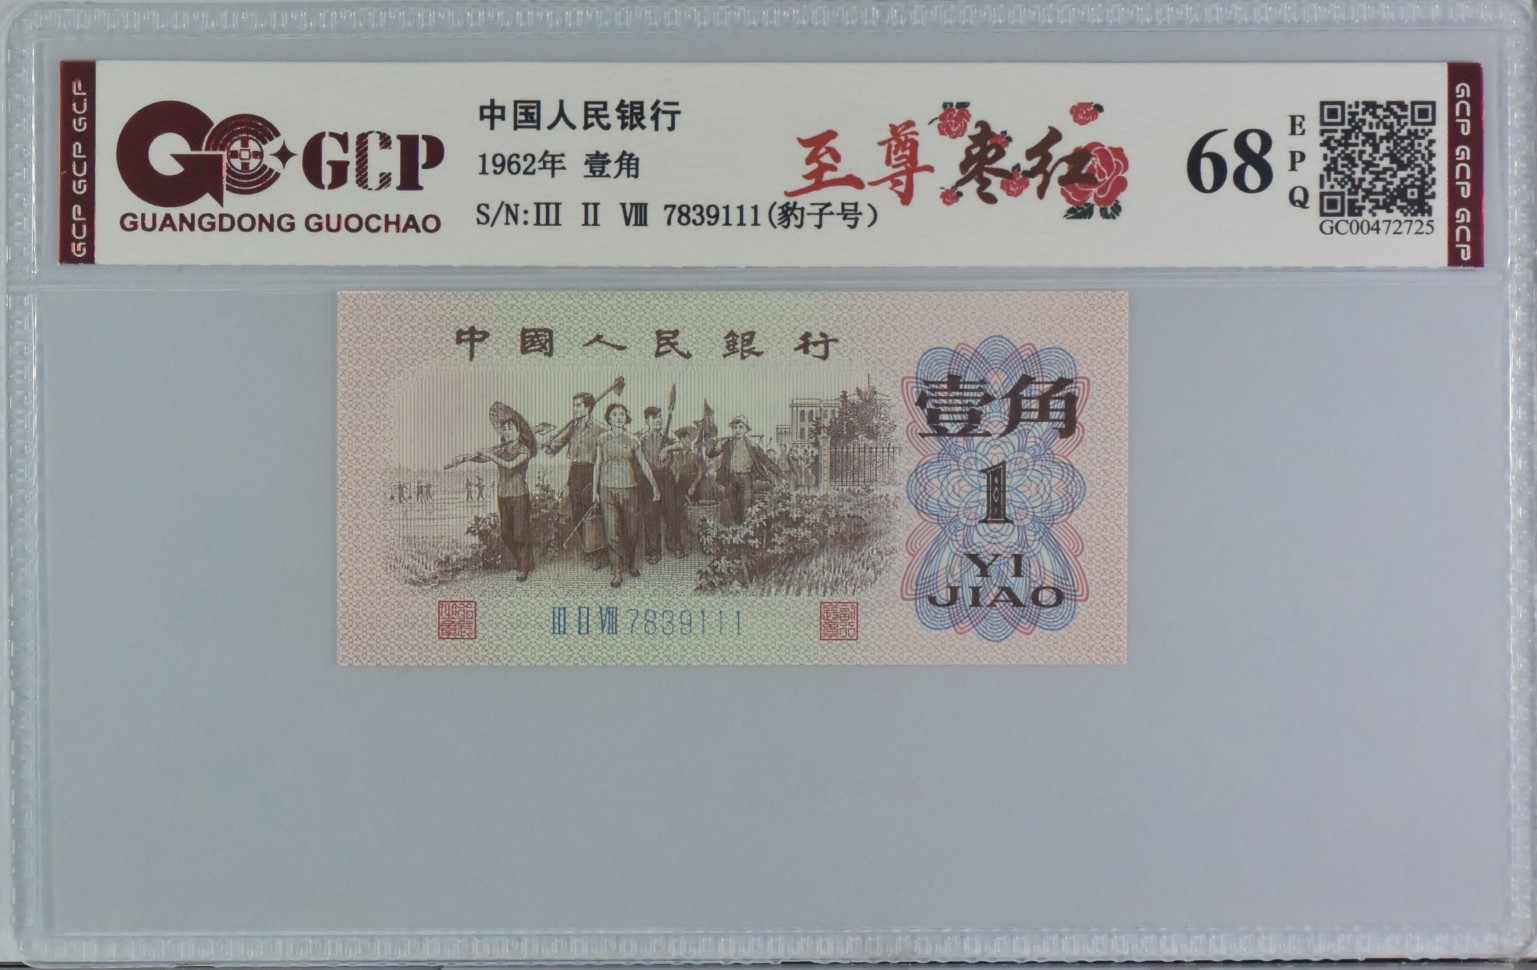 GCP GCP GCP
GCP
GUANGDONG GUOCHAO
中国人民银行
1962年 壹角
S/N:III II VIII 7839111(豹子号)
至尊枣红
68
EPQ
GC00472725
GCP GCP GCP
中國人民銀行
壹角
1
YI
JIAO
III II VIII 7839111